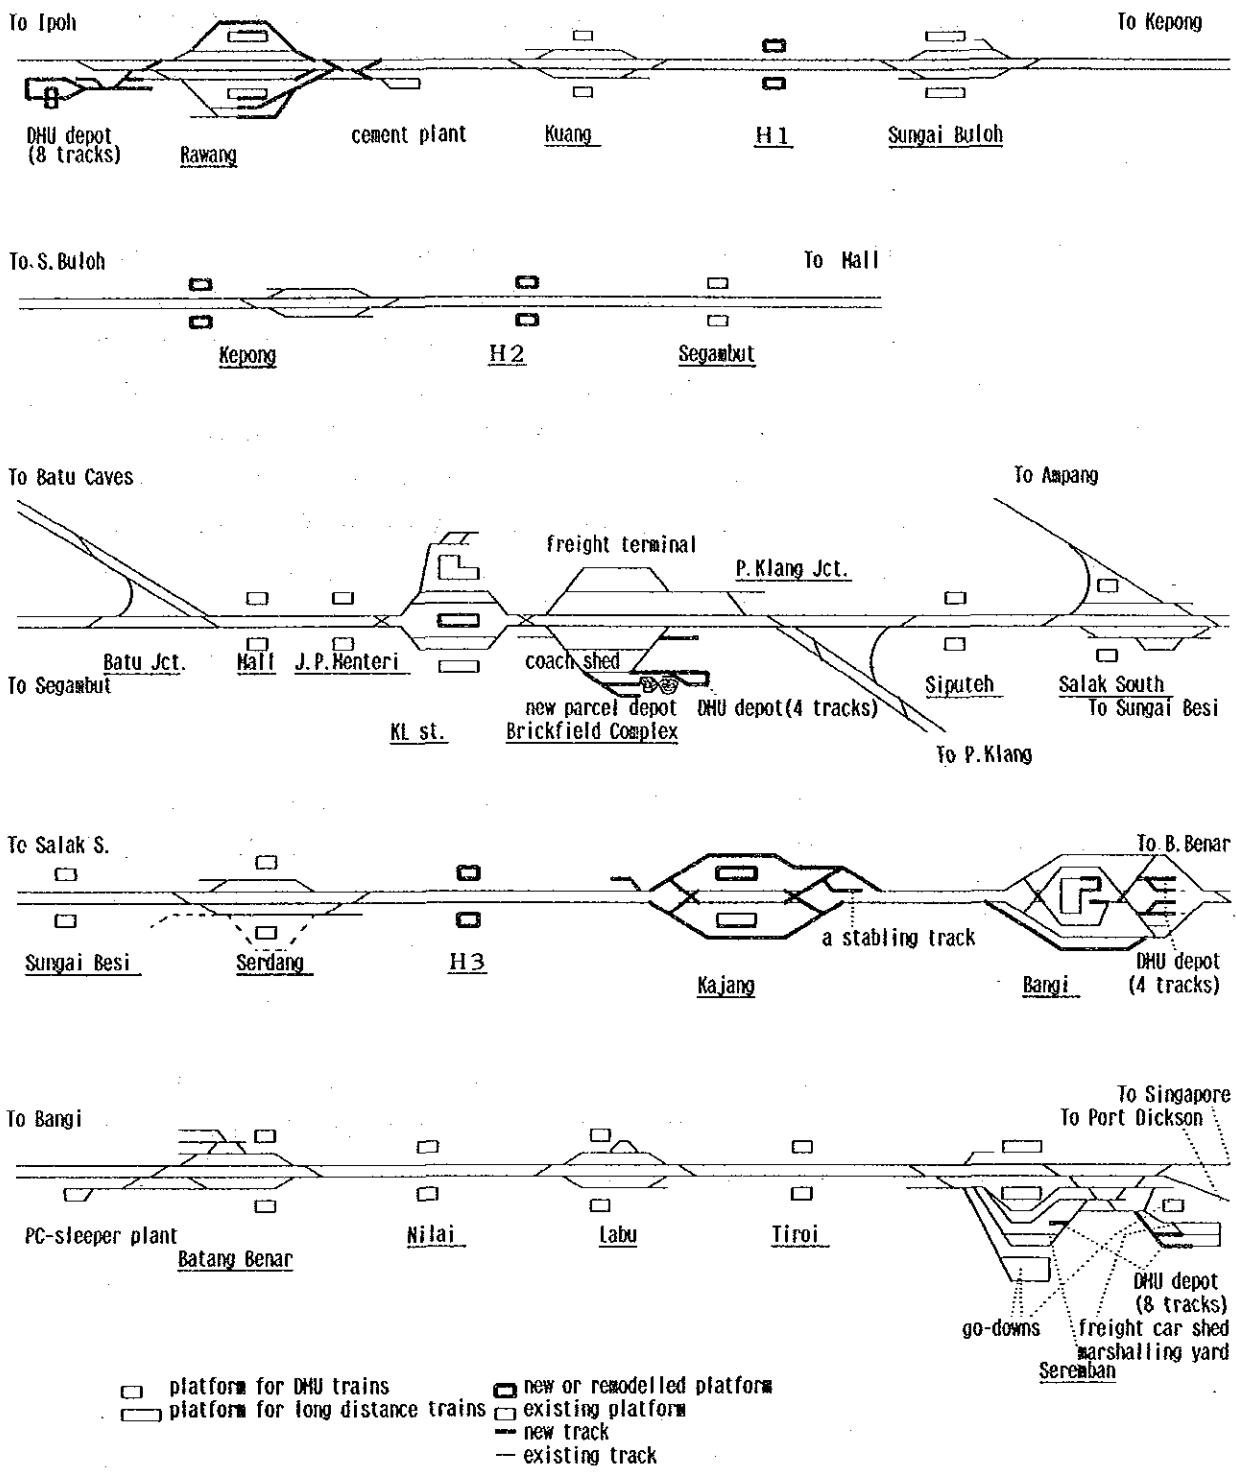 To Ipoh
To Kepong
DMU depot
(8 tracks)
Rawang
cement plant
Kuang
H1
Sungai Buloh
To S.Buloh
To Mall
Kepong
H2
Segambut
To Batu Caves
To Ampang
freight terminal
P.Klang Jct.
Batu Jct.
Mall
J.P.Menteri
coach shed
To Segambut
Siputeh
Salak South
new parcel depot
DMU depot(4 tracks)
To Sungai Besi
KL st.
Brickfield Complex
To P.Klang
To Salak S.
To B.Benar
a stabling track
Sungai Besi
Serdang
H3
DMU depot
(4 tracks)
Kajang
Bangi
To Singapore
To Port Dickson
To Bangi
PC-sleeper plant
Batang Benar
Nilai
Labu
Tiroi
DMU depot
(8 tracks)
go-downs
freight car shed
marshalling yard
Seremban
platform for DMU trains
platform for long distance trains
new or remodelled platform
existing platform
new track
existing track